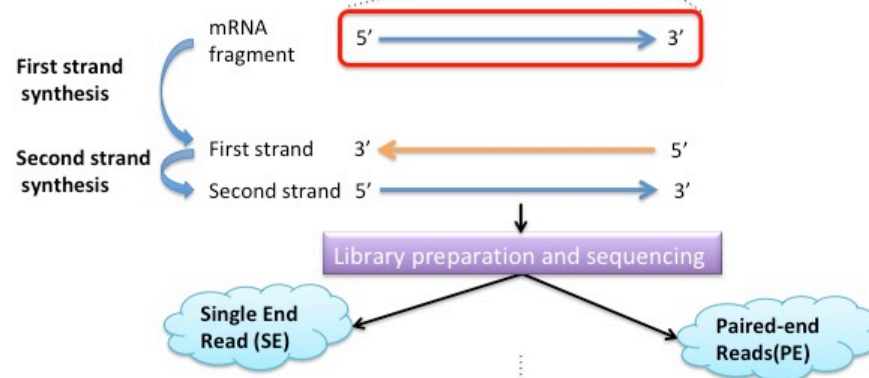 mRNA
fragment
5’
3’
First strand
synthesis
First strand
3’
5’
Second strand
synthesis
Second strand
5’
3’
Library preparation and sequencing
Single End
Read (SE)
Paired-end
Reads(PE)